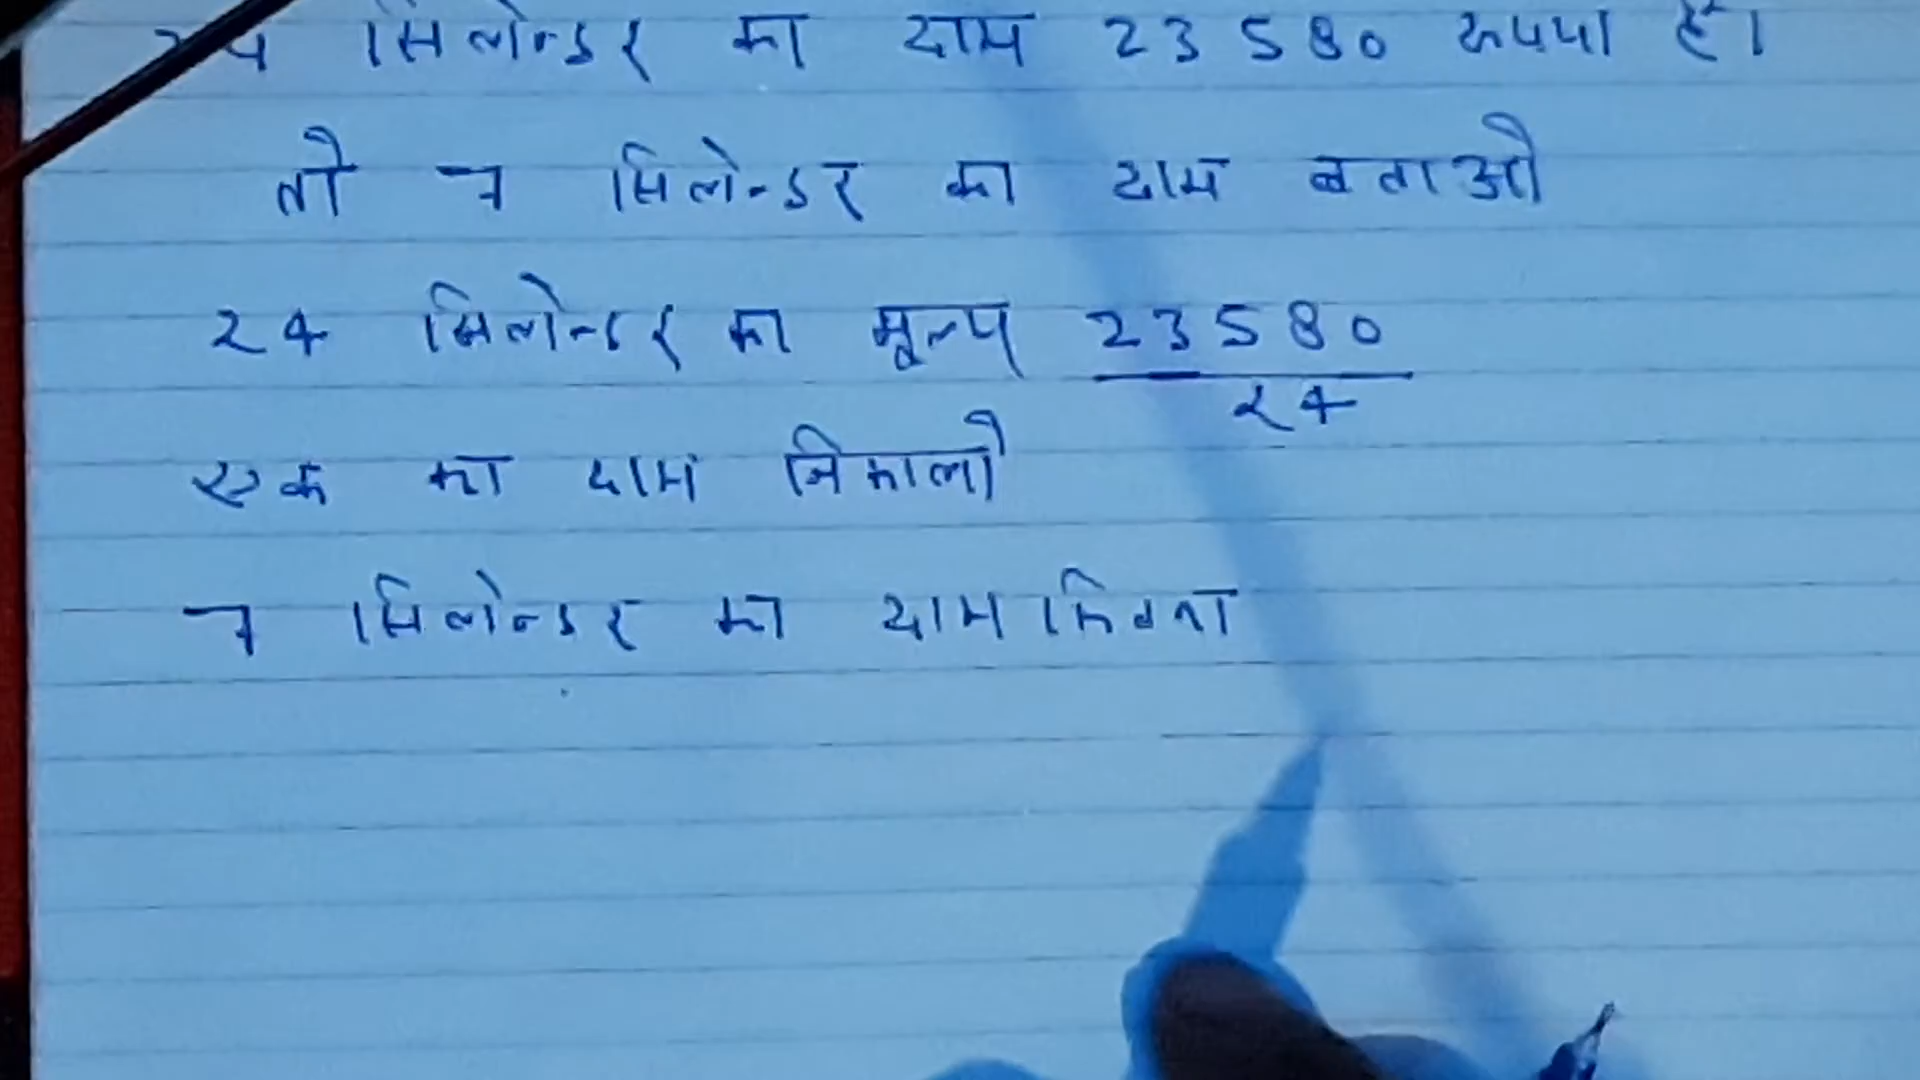 24 सिलेन्डर का दाम 23580 रूपया है।
तो 7 सिलेन्डर का दाम बताओ
24 सिलेन्डर का मूल्य 23580
24
एक का दाम निकालो
7 सिलेन्डर का दाम कितना